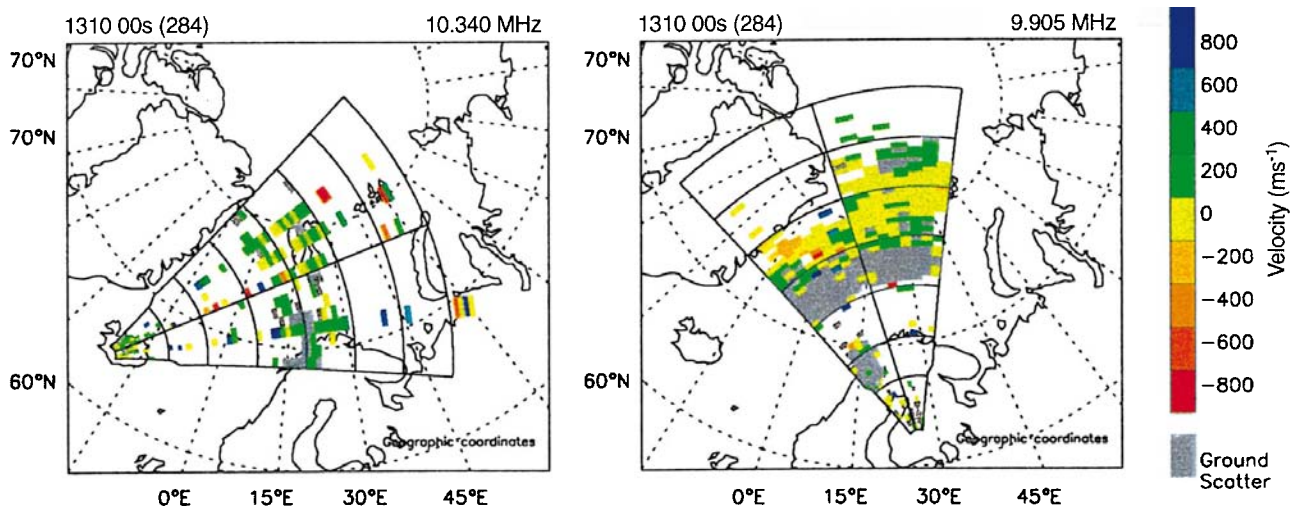 1310 00s (284) 10.340 MHz
70°N
70°N
60°N
0°E 15°E 30°E 45°E
Geographic coordinates
1310 00s (284) 9.905 MHz
70°N
70°N
60°N
0°E 15°E 30°E 45°E
Geographic coordinates
800
600
400
200
0
-200
-400
-600
-800
Velocity (ms⁻¹)
Ground
Scatter